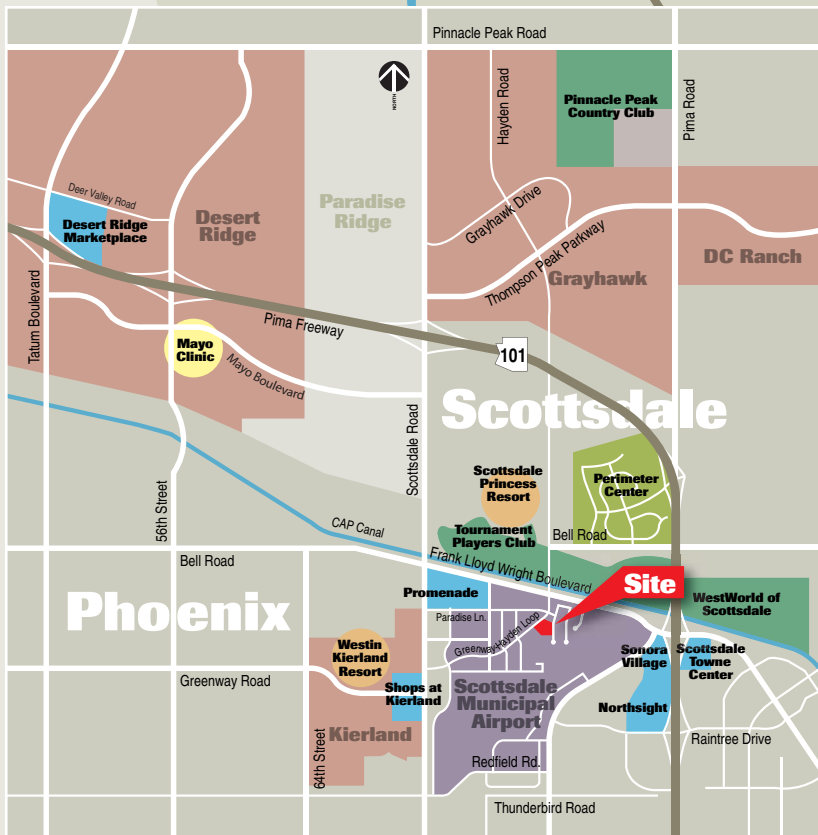 Pinnacle Peak Road
NORTH
Hayden Road
Pinnacle Peak
Country Club
Pima Road
Deer Valley Road
Desert Ridge
Marketplace
Desert
Ridge
Paradise
Ridge
Grayhawk Drive
Thompson Peak Parkway
Grayhawk
DC Ranch
Tatum Boulevard
Pima Freeway
101
Mayo
Clinic
Mayo Boulevard
Scottsdale
Scottsdale Road
Scottsdale
Princess
Resort
Perimeter
Center
56th Street
CAP Canal
Tournament
Players Club
Bell Road
Bell Road
Frank Lloyd Wright Boulevard
Site
Promenade
WestWorld of
Scottsdale
Phoenix
Paradise Ln.
Greenway-Hayden Loop
Westin
Kierland
Resort
Sonora
Village
Scottsdale
Towne
Center
Greenway Road
Shops at
Kierland
Scottsdale
Municipal
Airport
Northsight
64th Street
Kierland
Raintree Drive
Redfield Rd.
Thunderbird Road